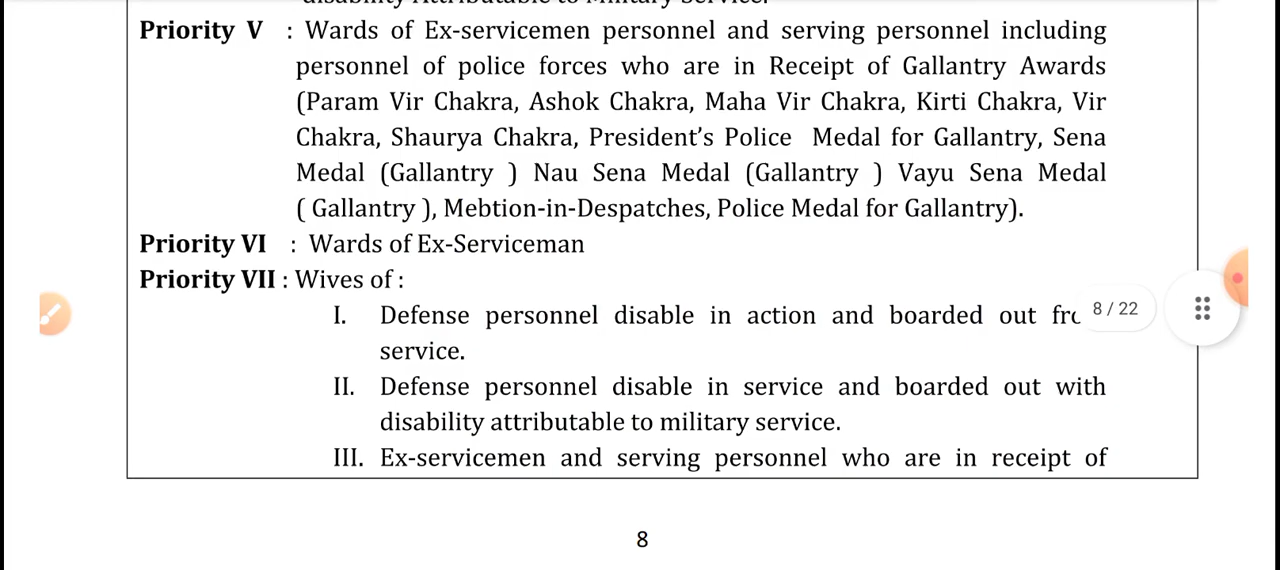 disability Attributable to Military Service.
Priority V : Wards of Ex-servicemen personnel and serving personnel including
personnel of police forces who are in Receipt of Gallantry Awards
(Param Vir Chakra, Ashok Chakra, Maha Vir Chakra, Kirti Chakra, Vir
Chakra, Shaurya Chakra, President's Police Medal for Gallantry, Sena
Medal (Gallantry ) Nau Sena Medal (Gallantry ) Vayu Sena Medal
( Gallantry ), Mebtion-in-Despatches, Police Medal for Gallantry).
Priority VI : Wards of Ex-Serviceman
Priority VII : Wives of :
I. Defense personnel disable in action and boarded out
8 / 22
service.
II. Defense personnel disable in service and boarded out with
disability attributable to military service.
III. Ex-servicemen and serving personnel who are in receipt of
8